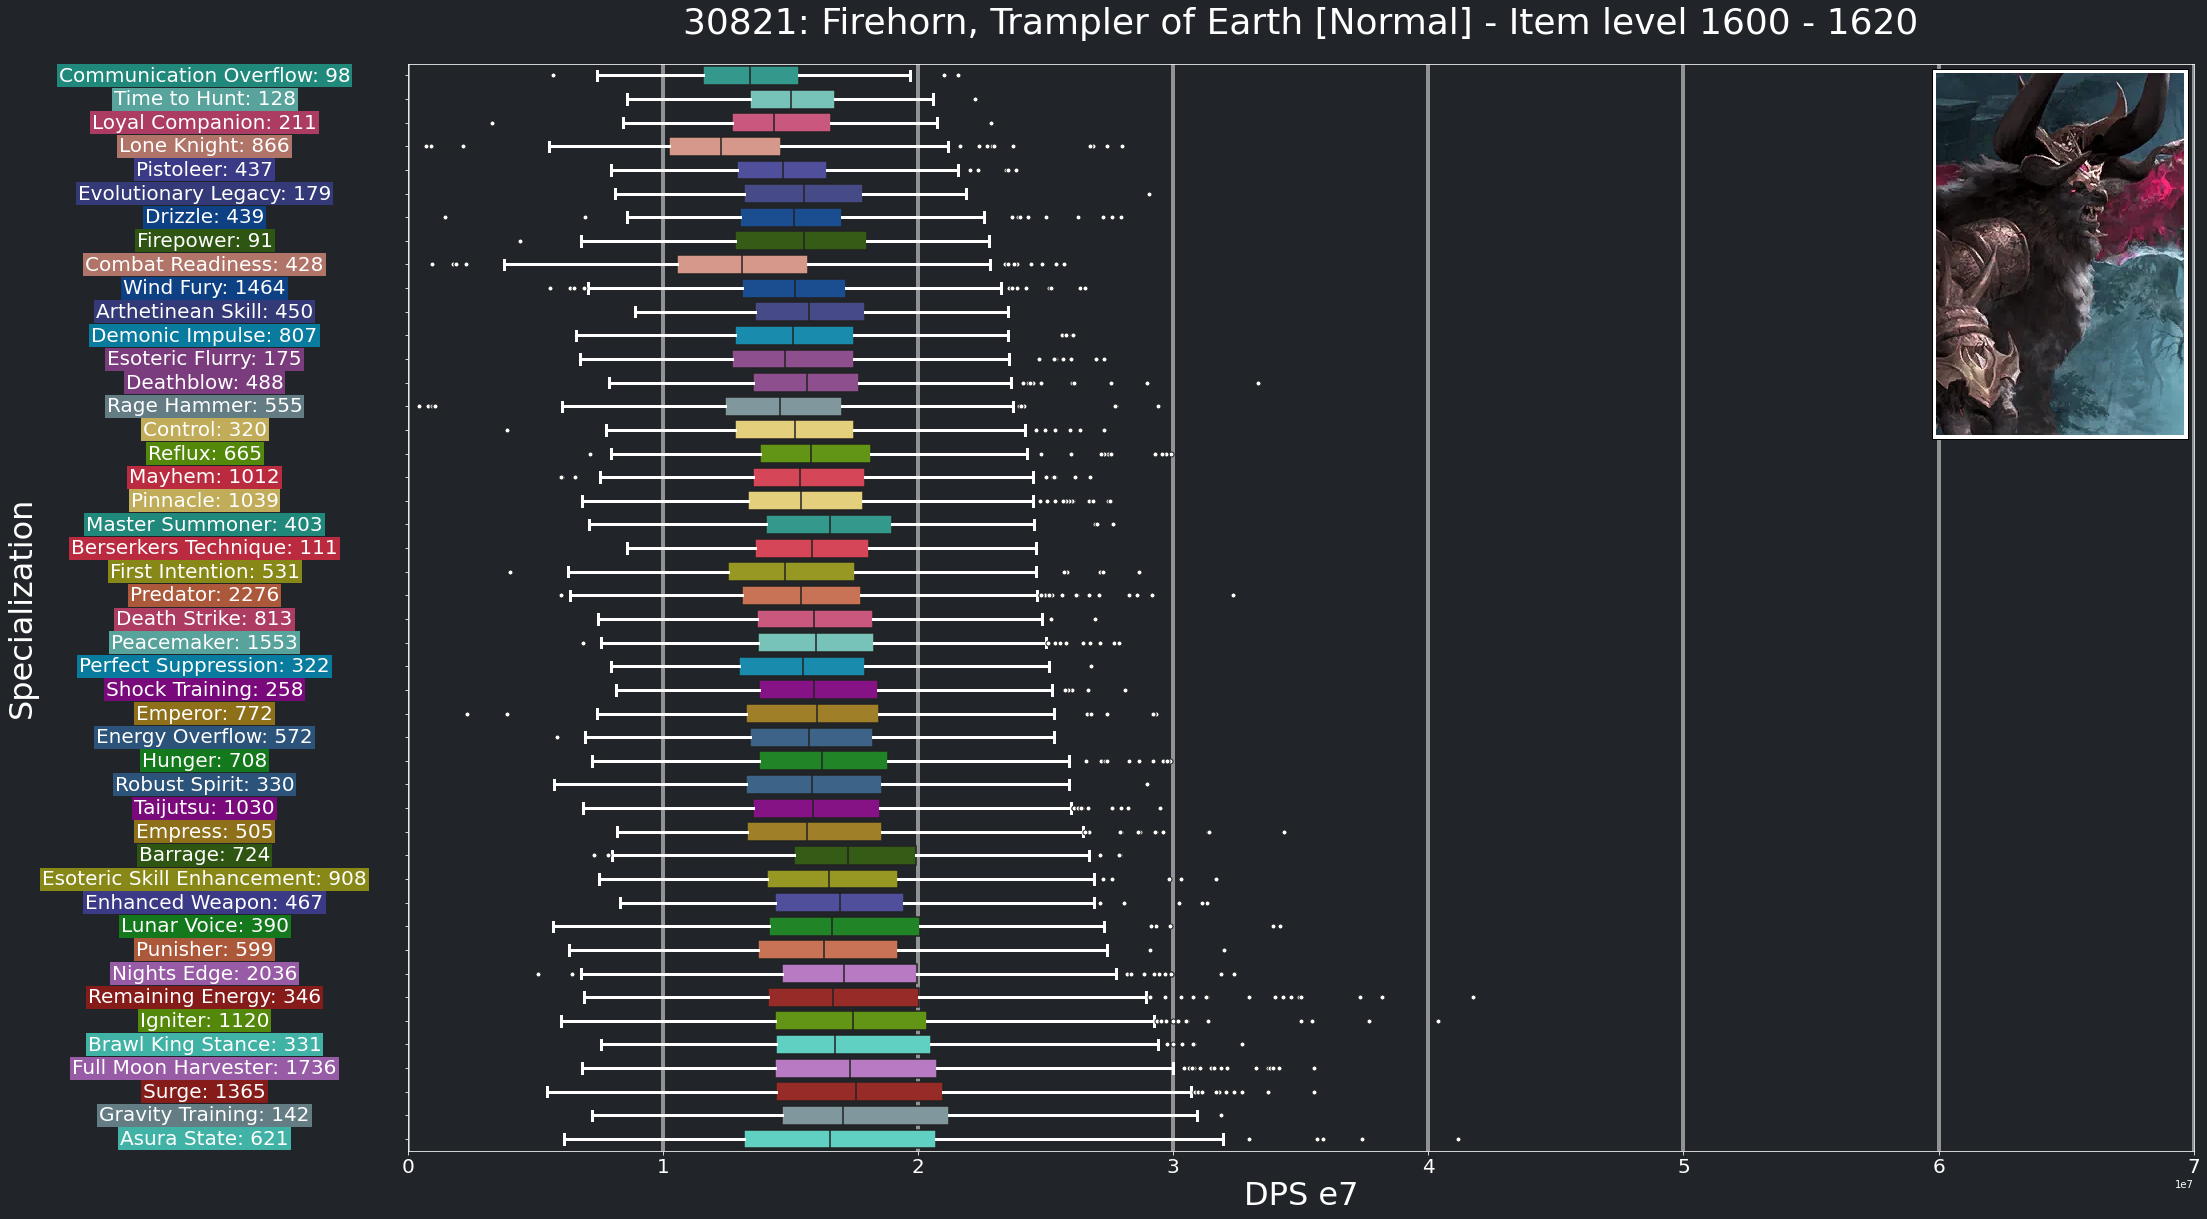 30821: Firehorn, Trampler of Earth [Normal] - Item level 1600 - 1620
Specialization
Communication Overflow: 98
Time to Hunt: 128
Loyal Companion: 211
Lone Knight: 866
Pistoleer: 437
Evolutionary Legacy: 179
Drizzle: 439
Firepower: 91
Combat Readiness: 428
Wind Fury: 1464
Arthetinean Skill: 450
Demonic Impulse: 807
Esoteric Flurry: 175
Deathblow: 488
Rage Hammer: 555
Control: 320
Reflux: 665
Mayhem: 1012
Pinnacle: 1039
Master Summoner: 403
Berserkers Technique: 111
First Intention: 531
Predator: 2276
Death Strike: 813
Peacemaker: 1553
Perfect Suppression: 322
Shock Training: 258
Emperor: 772
Energy Overflow: 572
Hunger: 708
Robust Spirit: 330
Taijutsu: 1030
Empress: 505
Barrage: 724
Esoteric Skill Enhancement: 908
Enhanced Weapon: 467
Lunar Voice: 390
Punisher: 599
Nights Edge: 2036
Remaining Energy: 346
Igniter: 1120
Brawl King Stance: 331
Full Moon Harvester: 1736
Surge: 1365
Gravity Training: 142
Asura State: 621
0 1 2 3 4 5 6 7
1e7
DPS e7